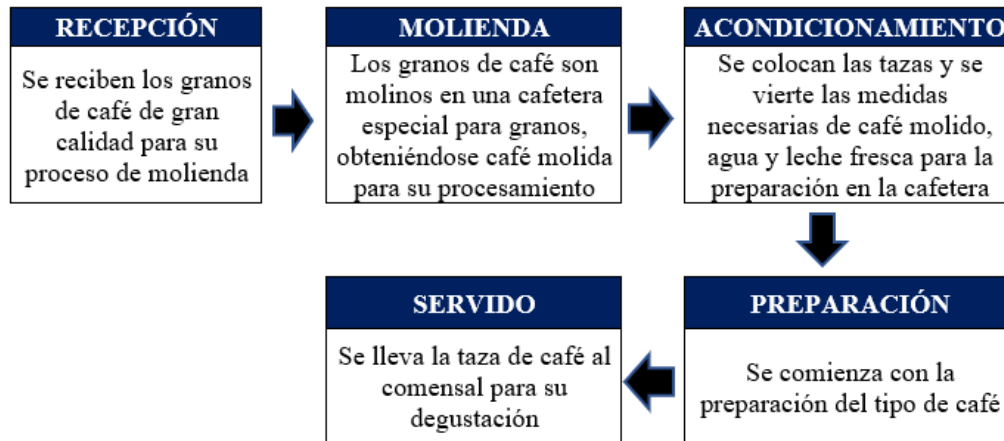 RECEPCIÓN
Se reciben los granos
de café de gran
calidad para su
proceso de molienda
MOLIENDA
Los granos de café son
molinos en una cafetera
especial para granos,
obteniéndose café molida
para su procesamiento
ACONDICIONAMIENTO
Se colocan las tazas y se
vierte las medidas
necesarias de café molido,
agua y leche fresca para la
preparación en la cafetera
PREPARACIÓN
Se comienza con la
preparación del tipo de café
SERVIDO
Se lleva la taza de café al
comensal para su
degustación